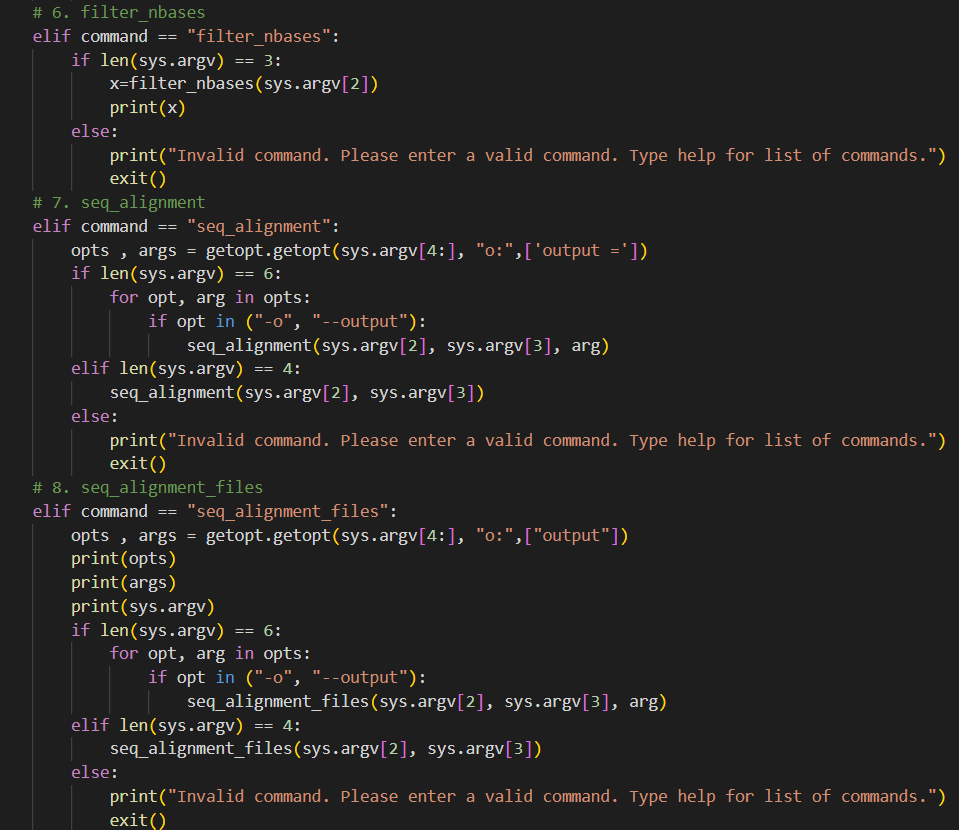 # 6. filter_nbases
elif command == "filter_nbases":
    if len(sys.argv) == 3:
        x=filter_nbases(sys.argv[2])
        print(x)
    else:
        print("Invalid command. Please enter a valid command. Type help for list of commands.")
        exit()
# 7. seq_alignment
elif command == "seq_alignment":
    opts , args = getopt.getopt(sys.argv[4:], "o:",['output ='])
    if len(sys.argv) == 6:
        for opt, arg in opts:
            if opt in ("-o", "--output"):
                seq_alignment(sys.argv[2], sys.argv[3], arg)
    elif len(sys.argv) == 4:
        seq_alignment(sys.argv[2], sys.argv[3])
    else:
        print("Invalid command. Please enter a valid command. Type help for list of commands.")
        exit()
# 8. seq_alignment_files
elif command == "seq_alignment_files":
    opts , args = getopt.getopt(sys.argv[4:], "o:",["output"])
    print(opts)
    print(args)
    print(sys.argv)
    if len(sys.argv) == 6:
        for opt, arg in opts:
            if opt in ("-o", "--output"):
                seq_alignment_files(sys.argv[2], sys.argv[3], arg)
    elif len(sys.argv) == 4:
        seq_alignment_files(sys.argv[2], sys.argv[3])
    else:
        print("Invalid command. Please enter a valid command. Type help for list of commands.")
        exit()